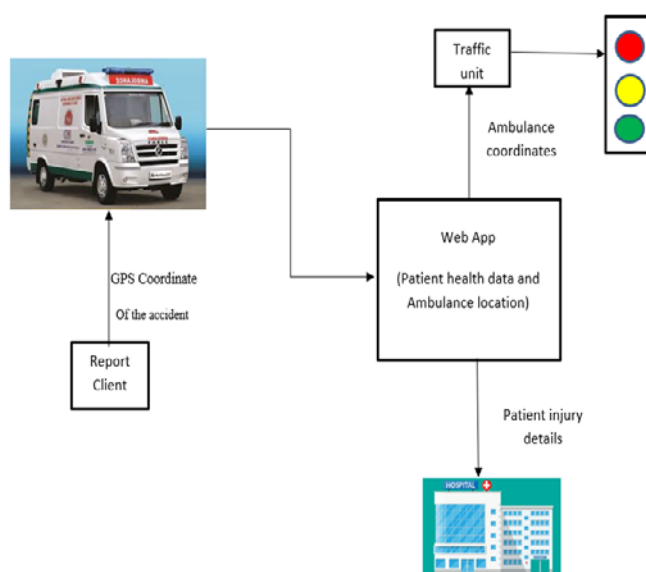 Traffic
unit
AMBULANCE
Ambulance
coordinates
Web App
(Patient health data and
Ambulance location)
GPS Coordinate
Of the accident
Report
Client
Patient injury
details
HOSPITAL